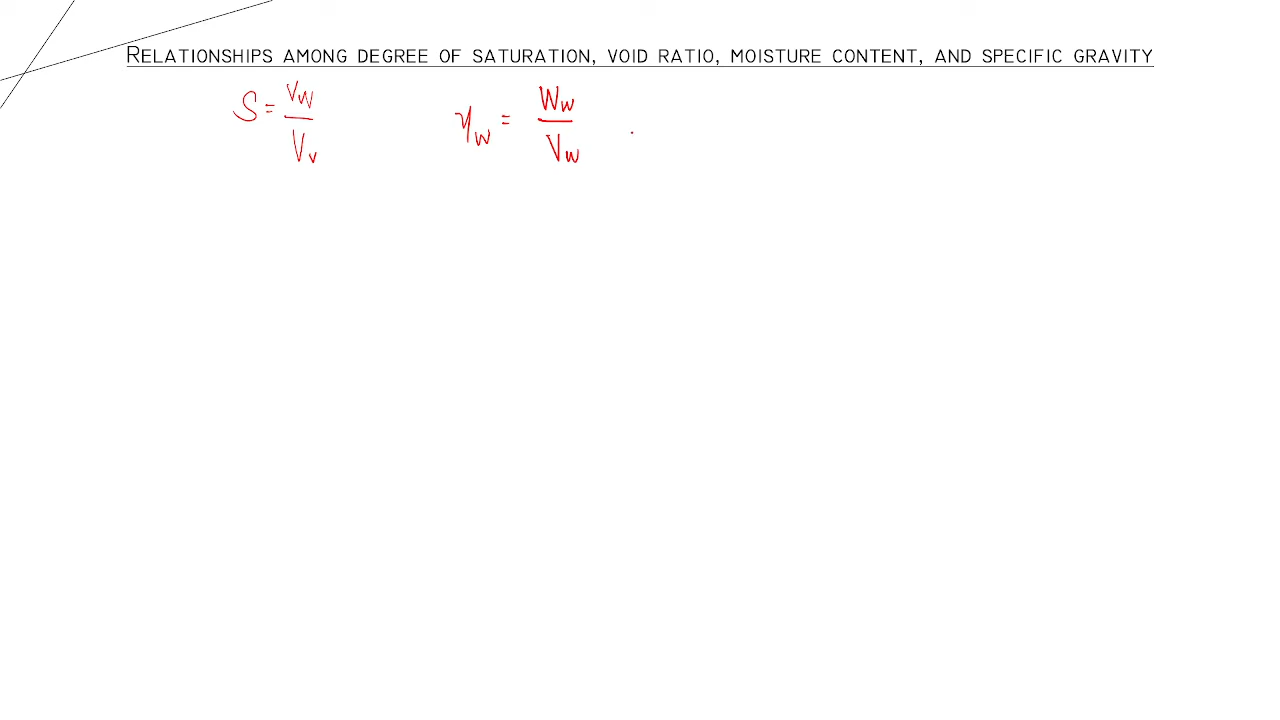 RELATIONSHIPS AMONG DEGREE OF SATURATION, VOID RATIO, MOISTURE CONTENT, AND SPECIFIC GRAVITY
S = Vw / Vv γw = Ww / Vw